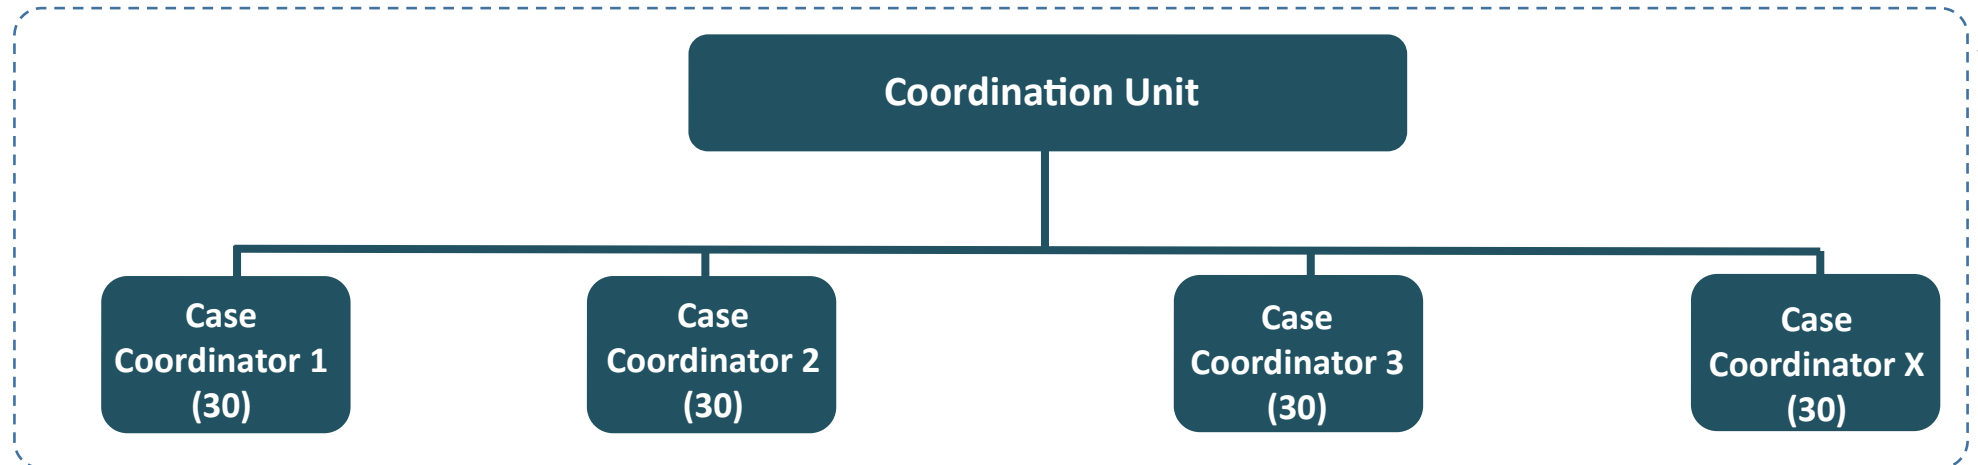 Coordination Unit
Case
Coordinator 1
(30)
Case
Coordinator 2
(30)
Case
Coordinator 3
(30)
Case
Coordinator X
(30)